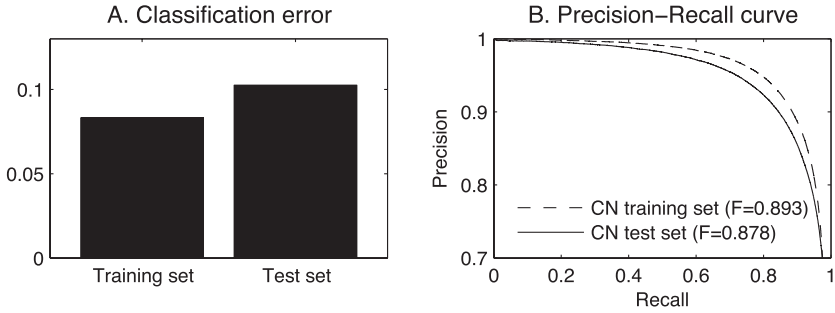 A. Classification error
0.1
0.05
0
Training set
Test set
B. Precision–Recall curve
1
0.9
0.8
0.7
Precision
CN training set (F=0.893)
CN test set (F=0.878)
0
0.2
0.4
0.6
0.8
1
Recall